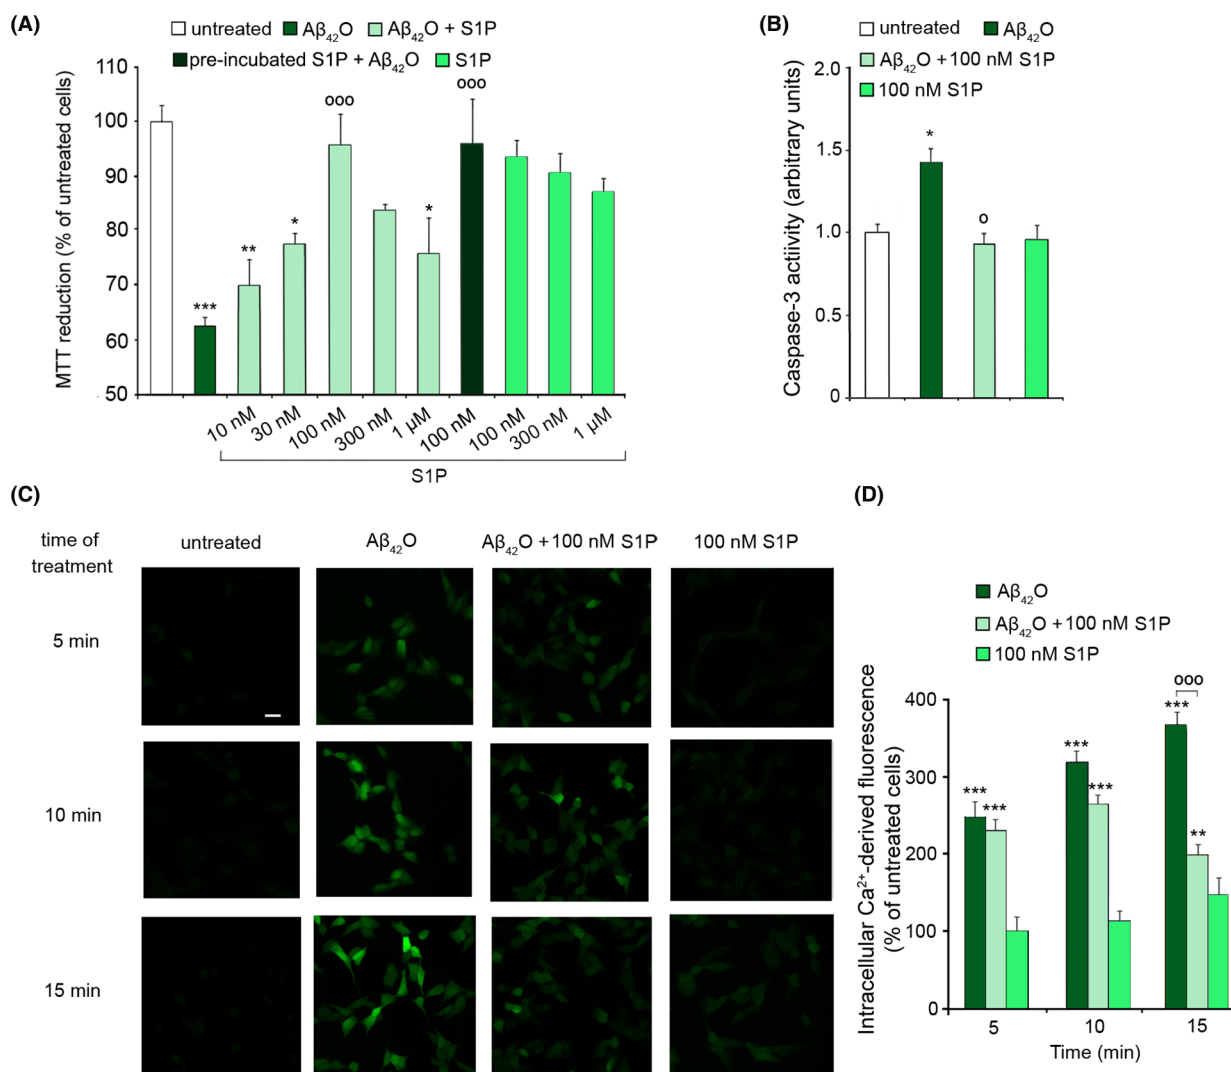 (A)
untreated Aβ42O Aβ42O + S1P
pre-incubated S1P + Aβ42O S1P
MTT reduction (% of untreated cells)
110
100
90
80
70
60
50
***
**
*
ooo
*
ooo
10 nM
30 nM
100 nM
300 nM
1 µM
100 nM
100 nM
300 nM
1 µM
S1P
(B)
untreated Aβ42O
Aβ42O +100 nM S1P
100 nM S1P
Caspase-3 actiivity (arbitrary units)
2.0
1.5
1.0
0.5
0
*
o
(C)
time of
treatment
untreated
Aβ42O
Aβ42O +100 nM S1P
100 nM S1P
5 min
10 min
15 min
(D)
Aβ42O
Aβ42O +100 nM S1P
100 nM S1P
Intracellular Ca2+-derived fluorescence
(% of untreated cells)
400
300
200
100
0
***
***
***
***
ooo
***
**
5
10
15
Time (min)